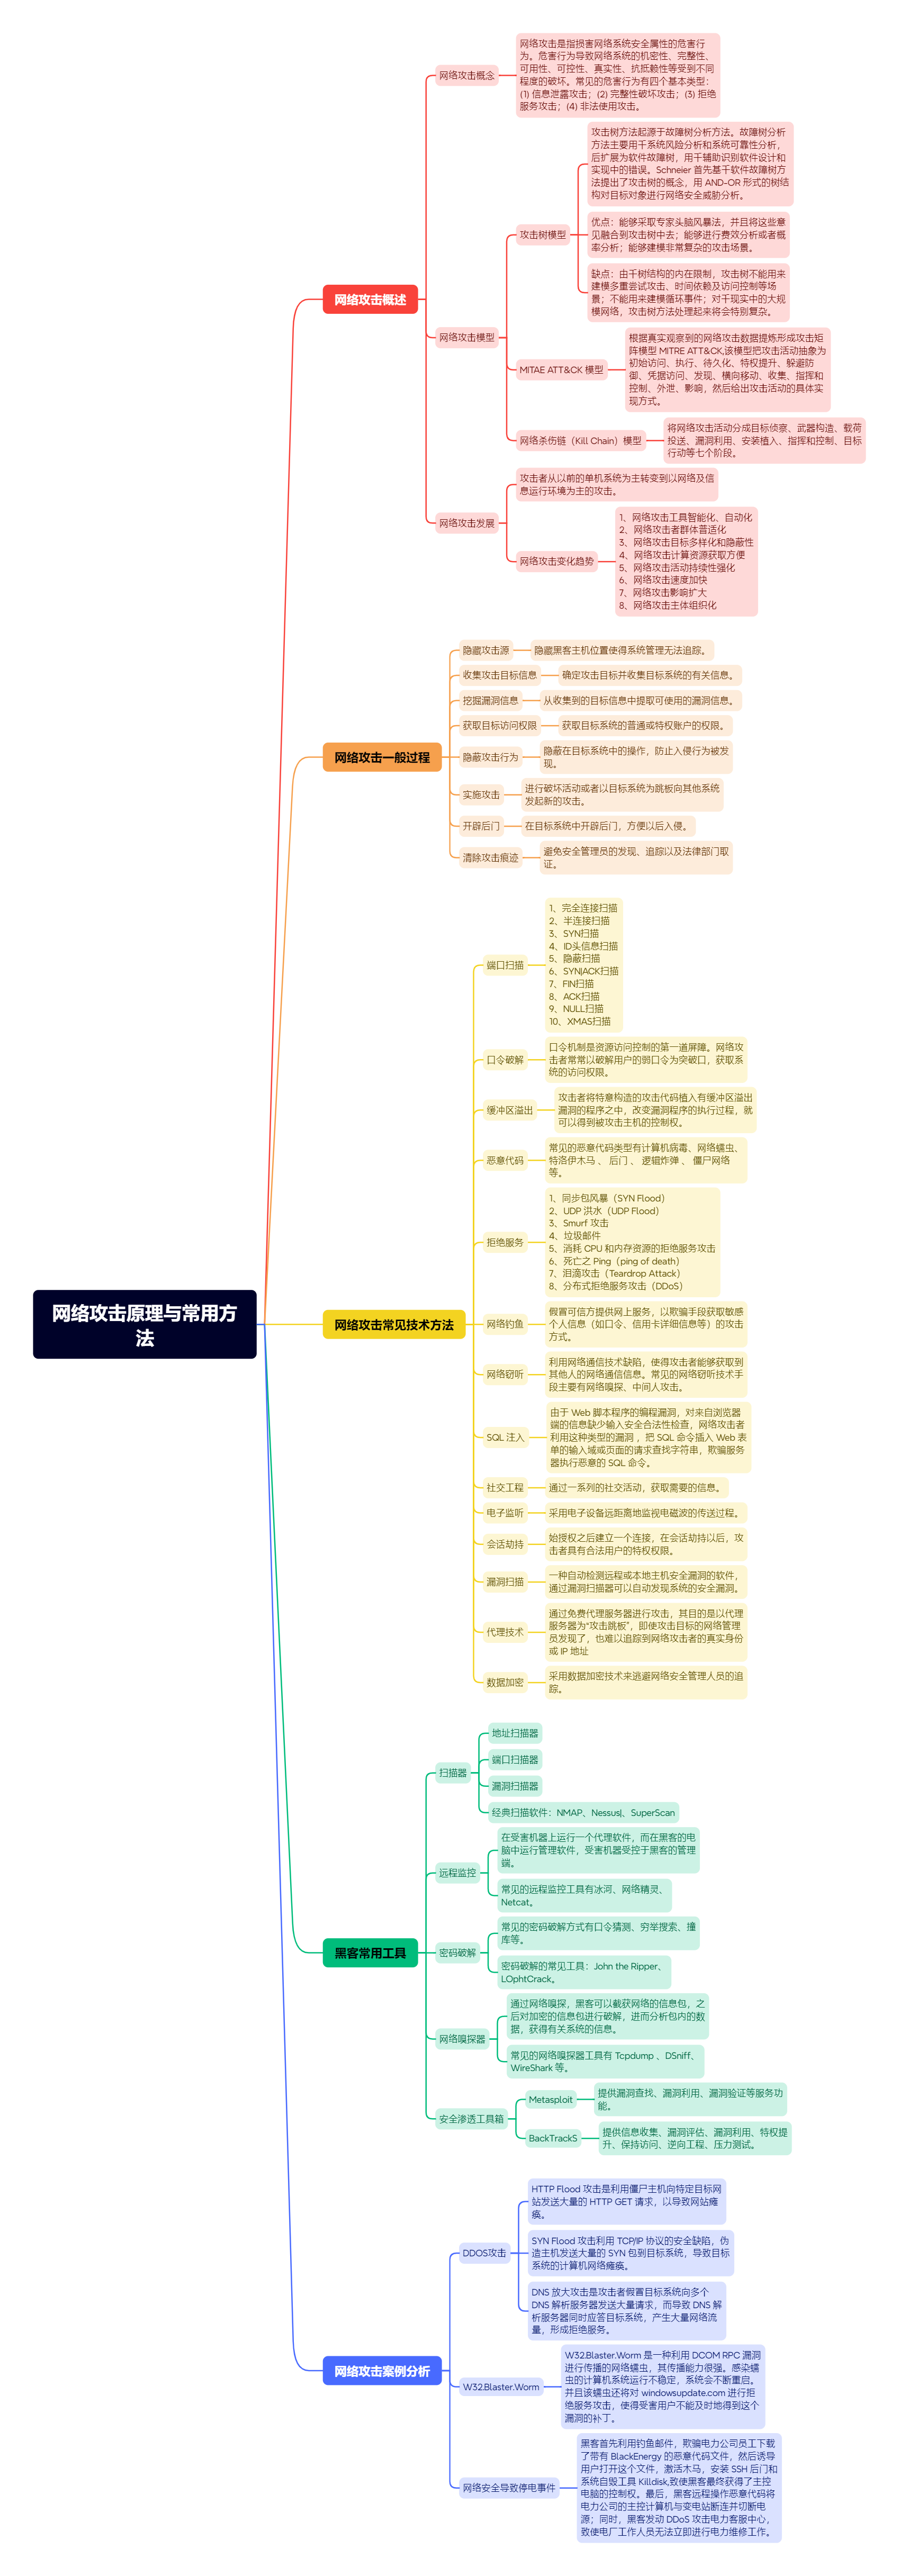 网络攻击原理与常用方
法
网络攻击概述
网络攻击概念
网络攻击是指损害网络系统安全属性的危害行
为。危害行为导致网络系统的机密性、完整性、
可用性、可控性、真实性、抗抵赖性等受到不同
程度的破坏。常见的危害行为有四个基本类型：
(1) 信息泄露攻击；(2) 完整性破坏攻击；(3) 拒绝
服务攻击；(4) 非法使用攻击。
网络攻击模型
攻击树模型
攻击树方法起源于故障树分析方法。故障树分析
方法主要用千系统风险分析和系统可靠性分析，
后扩展为软件故障树，用千辅助识别软件设计和
实现中的错误。Schneier 首先基千软件故障树方
法提出了攻击树的概念，用 AND-OR 形式的树结
构对目标对象进行网络安全威胁分析。
优点：能够采取专家头脑风暴法，并且将这些意
见融合到攻击树中去；能够进行费效分析或者概
率分析；能够建模非常复杂的攻击场景。
缺点：由千树结构的内在限制，攻击树不能用来
建模多重尝试攻击、时间依赖及访问控制等场
景；不能用来建模循环事件；对千现实中的大规
模网络，攻击树方法处理起来将会特别复杂。
MITAE ATT&CK 模型
根据真实观察到的网络攻击数据提炼形成攻击矩
阵模型 MITRE ATT&CK,该模型把攻击活动抽象为
初始访问、执行、待久化、特权提升、躲避防
御、凭据访问、发现、横向移动、收集、指挥和
控制、外泄、影响，然后给出攻击活动的具体实
现方式。
网络杀伤链（Kill Chain）模型
将网络攻击活动分成目标侦察、武器构造、载荷
投送、漏洞利用、安装植入、指挥和控制、目标
行动等七个阶段。
网络攻击发展
攻击者从以前的单机系统为主转变到以网络及信
息运行环境为主的攻击。
网络攻击变化趋势
1、网络攻击工具智能化、自动化
2、网络攻击者群体普适化
3、网络攻击目标多样化和隐蔽性
4、网络攻击计算资源获取方便
5、网络攻击活动持续性强化
6、网络攻击速度加快
7、网络攻击影响扩大
8、网络攻击主体组织化
网络攻击一般过程
隐藏攻击源
隐藏黑客主机位置使得系统管理无法追踪。
收集攻击目标信息
确定攻击目标并收集目标系统的有关信息。
挖掘漏洞信息
从收集到的目标信息中提取可使用的漏洞信息。
获取目标访问权限
获取目标系统的普通或特权账户的权限。
隐蔽攻击行为
隐蔽在目标系统中的操作，防止入侵行为被发
现。
实施攻击
进行破坏活动或者以目标系统为跳板向其他系统
发起新的攻击。
开辟后门
在目标系统中开辟后门，方便以后入侵。
清除攻击痕迹
避免安全管理员的发现、追踪以及法律部门取
证。
网络攻击常见技术方法
端口扫描
1、完全连接扫描
2、半连接扫描
3、SYN扫描
4、ID头信息扫描
5、隐蔽扫描
6、SYN|ACK扫描
7、FIN扫描
8、ACK扫描
9、NULL扫描
10、XMAS扫描
口令破解
口令机制是资源访问控制的第一道屏障。网络攻
击者常常以破解用户的弱口令为突破口，获取系
统的访问权限。
缓冲区溢出
攻击者将特意构造的攻击代码植入有缓冲区溢出
漏洞的程序之中，改变漏洞程序的执行过程，就
可以得到被攻击主机的控制权。
恶意代码
常见的恶意代码类型有计算机病毒、网络蠕虫、
特洛伊木马 、 后门 、 逻辑炸弹 、 僵尸网络
等。
拒绝服务
1、同步包风暴（SYN Flood）
2、UDP 洪水（UDP Flood）
3、Smurf 攻击
4、垃圾邮件
5、消耗 CPU 和内存资源的拒绝服务攻击
6、死亡之 Ping（ping of death）
7、泪滴攻击（Teardrop Attack）
8、分布式拒绝服务攻击（DDoS）
网络钓鱼
假冒可信方提供网上服务，以欺骗手段获取敏感
个人信息（如口令、信用卡详细信息等）的攻击
方式。
网络窃听
利用网络通信技术缺陷，使得攻击者能够获取到
其他人的网络通信信息。常见的网络窃听技术手
段主要有网络嗅探、中间人攻击。
SQL 注入
由于 Web 脚本程序的编程漏洞，对来自浏览器
端的信息缺少输入安全合法性检查，网络攻击者
利用这种类型的漏洞 ，把 SQL 命令插入 Web 表
单的输入域或页面的请求查找字符串，欺骗服务
器执行恶意的 SQL 命令。
社交工程
通过一系列的社交活动，获取需要的信息。
电子监听
采用电子设备远距离地监视电磁波的传送过程。
会话劫持
始授权之后建立一个连接，在会话劫持以后，攻
击者具有合法用户的特权权限。
漏洞扫描
一种自动检测远程或本地主机安全漏洞的软件，
通过漏洞扫描器可以自动发现系统的安全漏洞。
代理技术
通过免费代理服务器进行攻击，其目的是以代理
服务器为“攻击跳板”，即使攻击目标的网络管理
员发现了，也难以追踪到网络攻击者的真实身份
或 IP 地址
数据加密
采用数据加密技术来逃避网络安全管理人员的追
踪。
黑客常用工具
扫描器
地址扫描器
端口扫描器
漏洞扫描器
经典扫描软件：NMAP、Nessus|、SuperScan
远程监控
在受害机器上运行一个代理软件，而在黑客的电
脑中运行管理软件，受害机器受控于黑客的管理
端。
常见的远程监控工具有冰河、网络精灵、
Netcat。
密码破解
常见的密码破解方式有口令猜测、穷举搜索、撞
库等。
密码破解的常见工具：John the Ripper、
LOphtCrack。
网络嗅探器
通过网络嗅探，黑客可以截获网络的信息包，之
后对加密的信息包进行破解，进而分析包内的数
据，获得有关系统的信息。
常见的网络嗅探器工具有 Tcpdump 、DSniff、
WireShark 等。
安全渗透工具箱
Metasploit
提供漏洞查找、漏洞利用、漏洞验证等服务功
能。
BackTrackS
提供信息收集、漏洞评估、漏洞利用、特权提
升、保持访问、逆向工程、压力测试。
网络攻击案例分析
DDOS攻击
HTTP Flood 攻击是利用僵尸主机向特定目标网
站发送大量的 HTTP GET 请求，以导致网站瘫
痪。
SYN Flood 攻击利用 TCP/IP 协议的安全缺陷，伪
造主机发送大量的 SYN 包到目标系统，导致目标
系统的计算机网络瘫痪。
DNS 放大攻击是攻击者假冒目标系统向多个
DNS 解析服务器发送大量请求，而导致 DNS 解
析服务器同时应答目标系统，产生大量网络流
量，形成拒绝服务。
W32.Blaster.Worm
W32.Blaster.Worm 是一种利用 DCOM RPC 漏洞
进行传播的网络蠕虫，其传播能力很强。感染蠕
虫的计算机系统运行不稳定，系统会不断重启。
并且该蠕虫还将对 windowsupdate.com 进行拒
绝服务攻击，使得受害用户不能及时地得到这个
漏洞的补丁。
网络安全导致停电事件
黑客首先利用钓鱼邮件，欺骗电力公司员工下载
了带有 BlackEnergy 的恶意代码文件，然后诱导
用户打开这个文件，激活木马，安装 SSH 后门和
系统自毁工具 Killdisk,致使黑客最终获得了主控
电脑的控制权。最后，黑客远程操作恶意代码将
电力公司的主控计算机与变电站断连并切断电
源；同时，黑客发动 DDoS 攻击电力客服中心，
致使电厂工作人员无法立即进行电力维修工作。